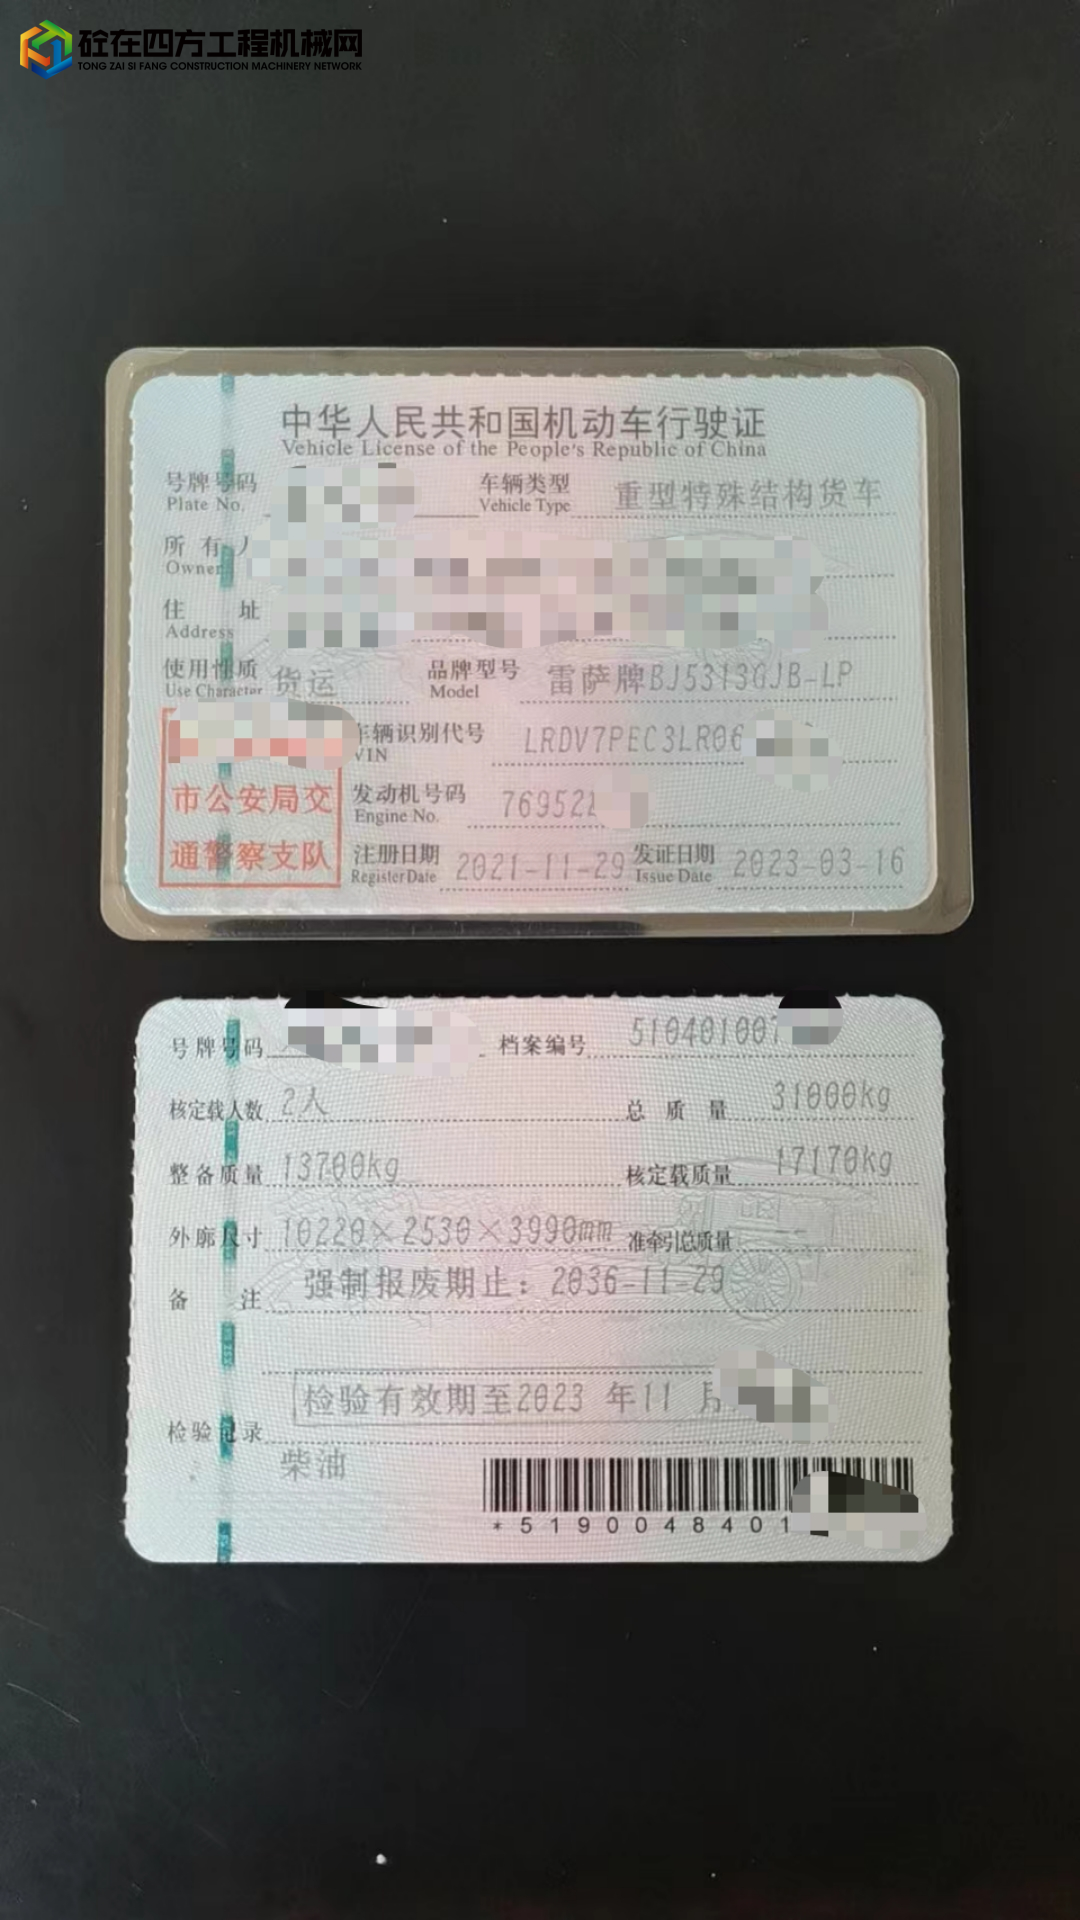 砼在四方工程机械网
TONG ZAI SI FANG CONSTRUCTION MACHINERY NETWORK
中华人民共和国机动车行驶证
Vehicle License of the People's Republic of China
号牌号码 车辆类型 重型特殊结构货车
Plate No. Vehicle Type
所有人
Owner
住址
Address
使用性质 货运 品牌型号 雷萨牌BJ5313GJB-LP
Use Character Model
车辆识别代号 LRDV7PEC3LR06
VIN
市公安局交 发动机号码 76952
Engine No.
通警察支队 注册日期 2021-11-29 发证日期 2023-03-16
Register Date Issue Date
号牌号码 档案编号 510401007
核定载人数 2人 总质量 31000kg
整备质量 13700kg 核定载质量 17170kg
外廓尺寸 10220×2530×3990mm 准牵引总质量 --
备注 强制报废期止：2036-11-29
检验有效期至2023 年11 月
检验记录
柴油
*5190048401